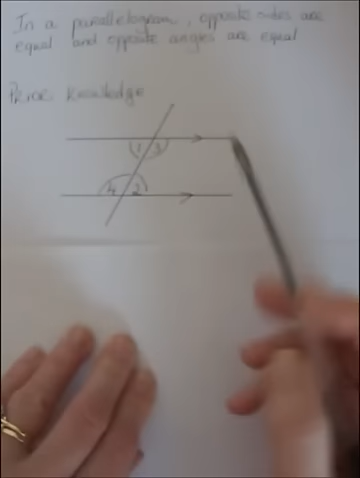 In a parallelogram, opposite sides are
equal and opposite angles are equal
Prior Knowledge
1 3
4 2